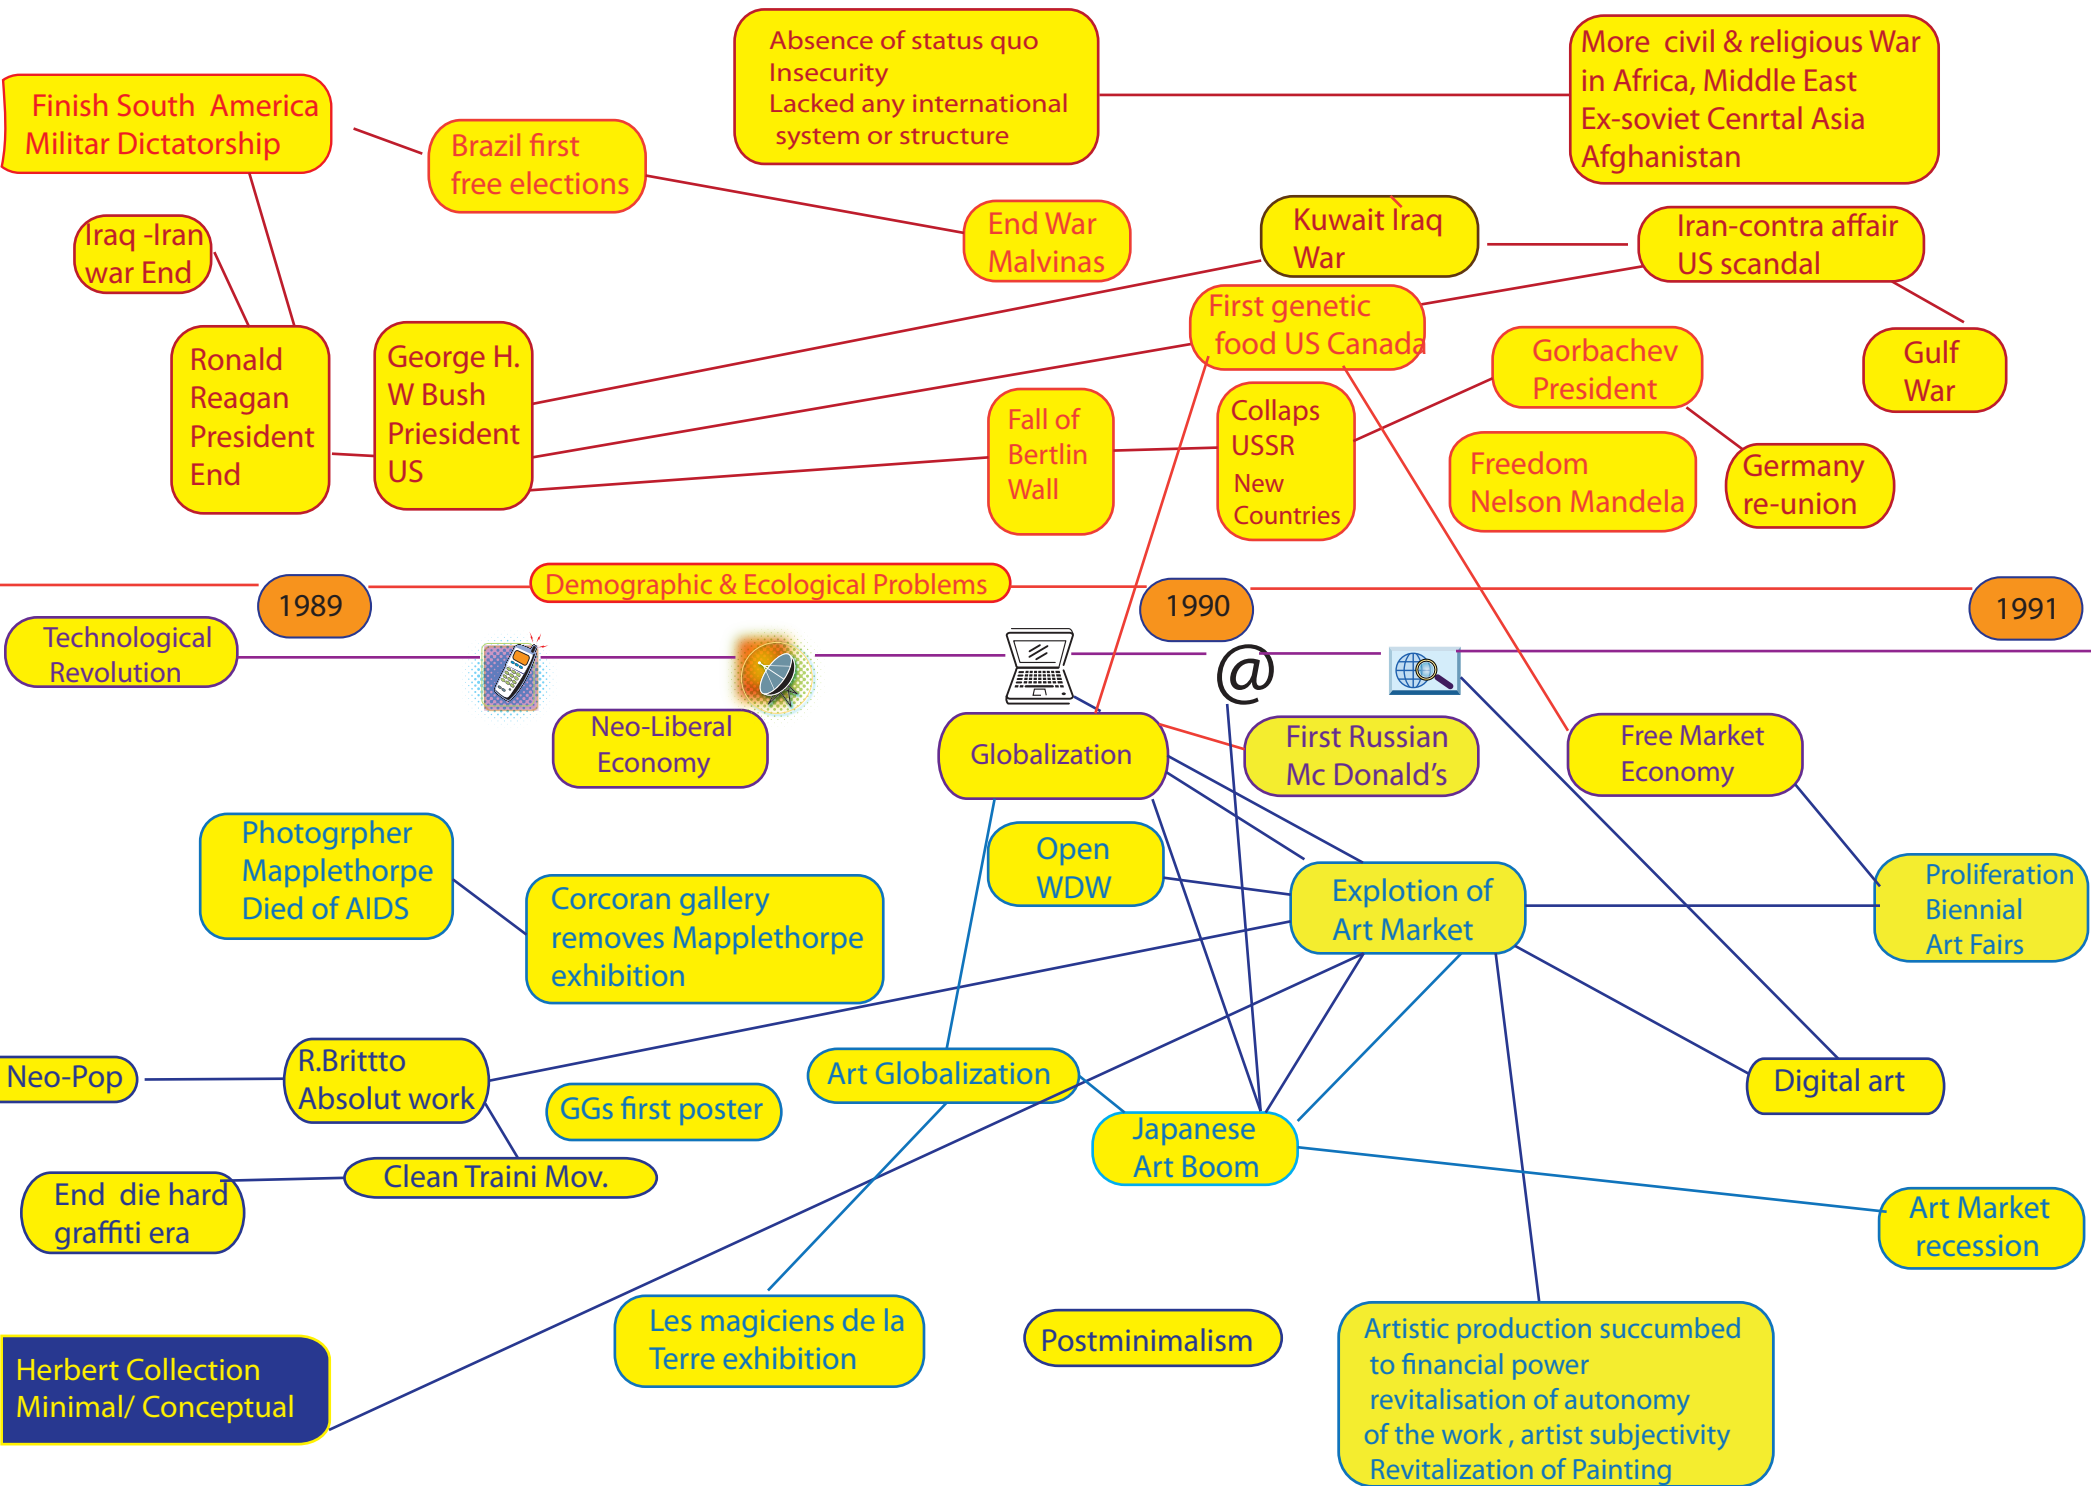 Absence of status quo
Insecurity
Lacked any international
system or structure
More civil & religious War
in Africa, Middle East
Ex-soviet Cenrtal Asia
Afghanistan
Finish South America
Militar Dictatorship
Brazil first
free elections
End War
Malvinas
Iraq -Iran
war End
Kuwait Iraq
War
Iran-contra affair
US scandal
First genetic
food US Canada
Ronald
Reagan
President
End
George H.
W Bush
Priesident
US
Gorbachev
President
Gulf
War
Fall of
Bertlin
Wall
Collaps
USSR
New
Countries
Freedom
Nelson Mandela
Germany
re-union
1989
Demographic & Ecological Problems
1990
1991
Technological
Revolution
@
Neo-Liberal
Economy
Globalization
First Russian
Mc Donald's
Free Market
Economy
Photogrpher
Mapplethorpe
Died of AIDS
Corcoran gallery
removes Mapplethorpe
exhibition
Open
WDW
Explotion of
Art Market
Proliferation
Biennial
Art Fairs
Neo-Pop
R.Brittto
Absolut work
GGs first poster
Art Globalization
Digital art
Japanese
Art Boom
Clean Traini Mov.
End die hard
graffiti era
Art Market
recession
Les magiciens de la
Terre exhibition
Postminimalism
Herbert Collection
Minimal/ Conceptual
Artistic production succumbed
to financial power
revitalisation of autonomy
of the work , artist subjectivity
Revitalization of Painting